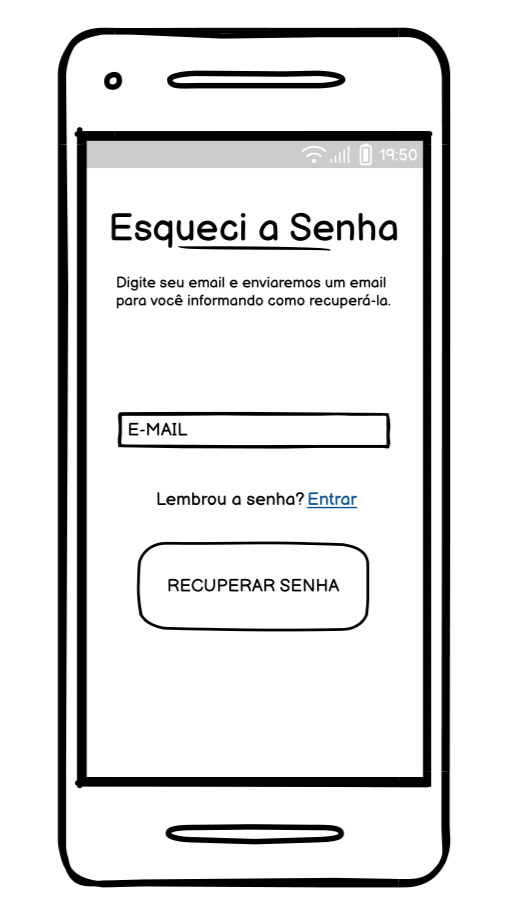 19:50
Esqueci a Senha
Digite seu email e enviaremos um email
para você informando como recuperá-la.
E-MAIL
Lembrou a senha? Entrar
RECUPERAR SENHA